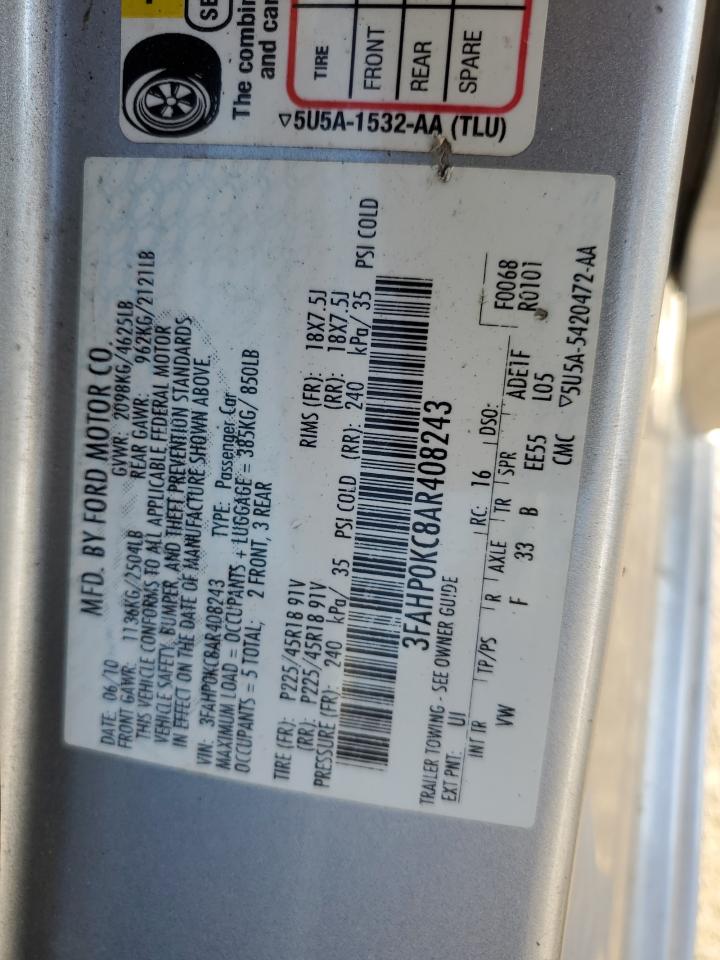 SE
The combin
and car
TIRE
FRONT
REAR
SPARE
▽5U5A-1532-AA (TLU)
MFD. BY FORD MOTOR CO.
DATE: 06/10 GVWR: 2098KG/4625LB
FRONT GAWR: 1136KG/2504LB REAR GAWR: 962KG/2121LB
THIS VEHICLE CONFORMS TO ALL APPLICABLE FEDERAL MOTOR
VEHICLE SAFETY, BUMPER, AND THEFT PREVENTION STANDARDS
IN EFFECT ON THE DATE OF MANUFACTURE SHOWN ABOVE.
VIN: 3FAHP0KC8AR408243 TYPE: Passenger Car
MAXIMUM LOAD = OCCUPANTS + LUGGAGE = 385KG/ 850LB
OCCUPANTS = 5 TOTAL; 2 FRONT, 3 REAR
TIRE (FR): P225/45R18 91V RIMS (FR): 18X7.5J
(RR): P225/45R18 91V (RR): 18X7.5J
PRESSURE (FR): 240 kPa/ 35 PSI COLD (RR): 240 kPa/ 35 PSI COLD
3FAHP0KC8AR408243
TRAILER TOWING - SEE OWNER GUIDE
EXT PNT: UI RC: 16 DSO: F0068
R0101
INT TR TP/PS R AXLE TR SPR ADE1F
VW F 33 B EE55 L05
CMC ▽5U5A-5420472-AA